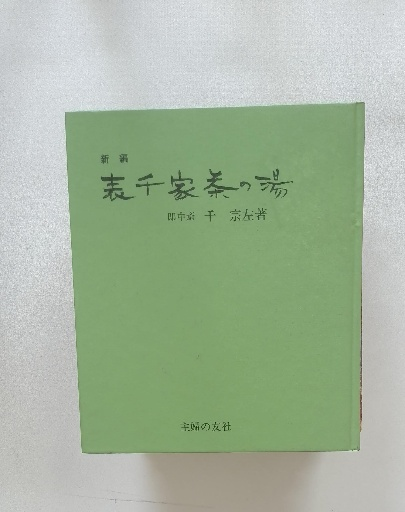 新編
表千家茶の湯
即中斎 千 宗左著
主婦の友社